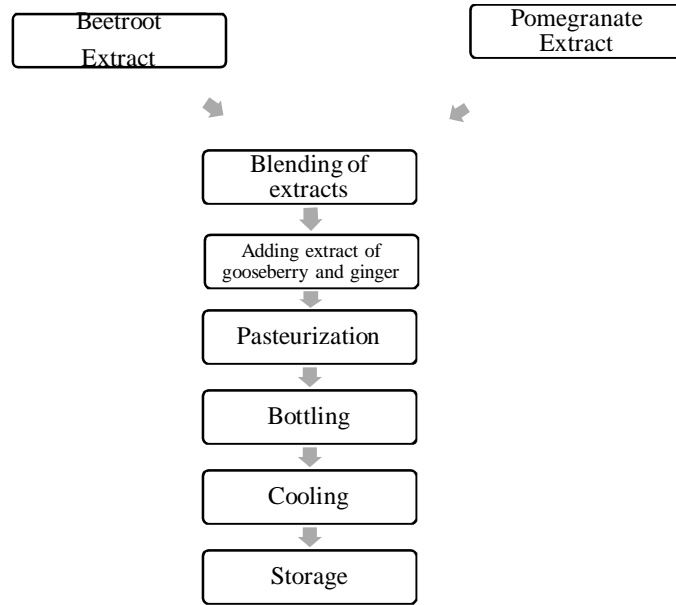 Beetroot
Extract
Pomegranate
Extract
Blending of
extracts
Adding extract of
gooseberry and ginger
Pasteurization
Bottling
Cooling
Storage